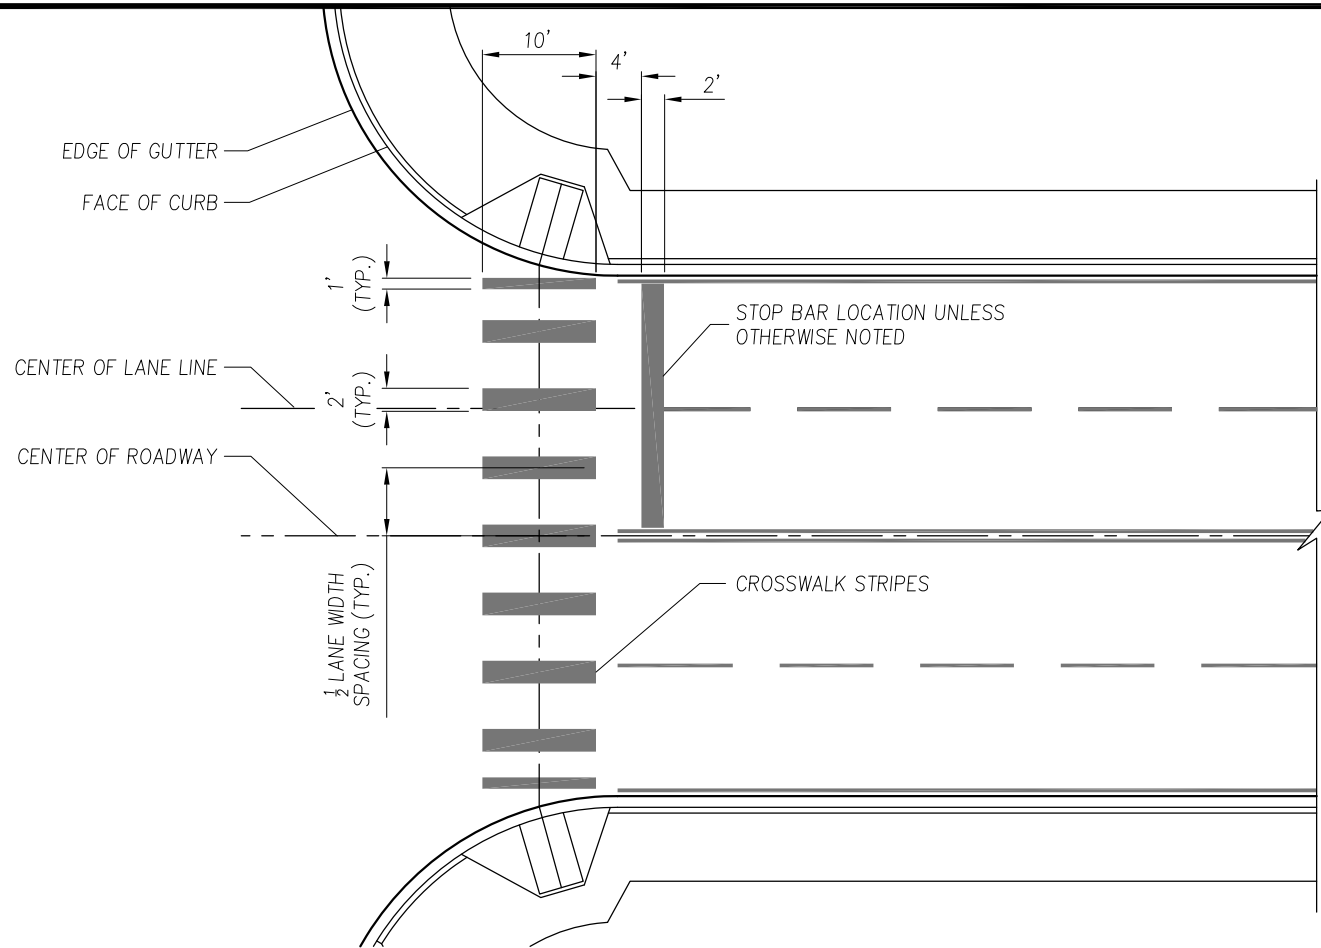 10'
4'
2'
EDGE OF GUTTER
FACE OF CURB
1'
(TYP.)
STOP BAR LOCATION UNLESS
OTHERWISE NOTED
CENTER OF LANE LINE
2'
(TYP.)
CENTER OF ROADWAY
CROSSWALK STRIPES
1/2 LANE WIDTH
SPACING (TYP.)